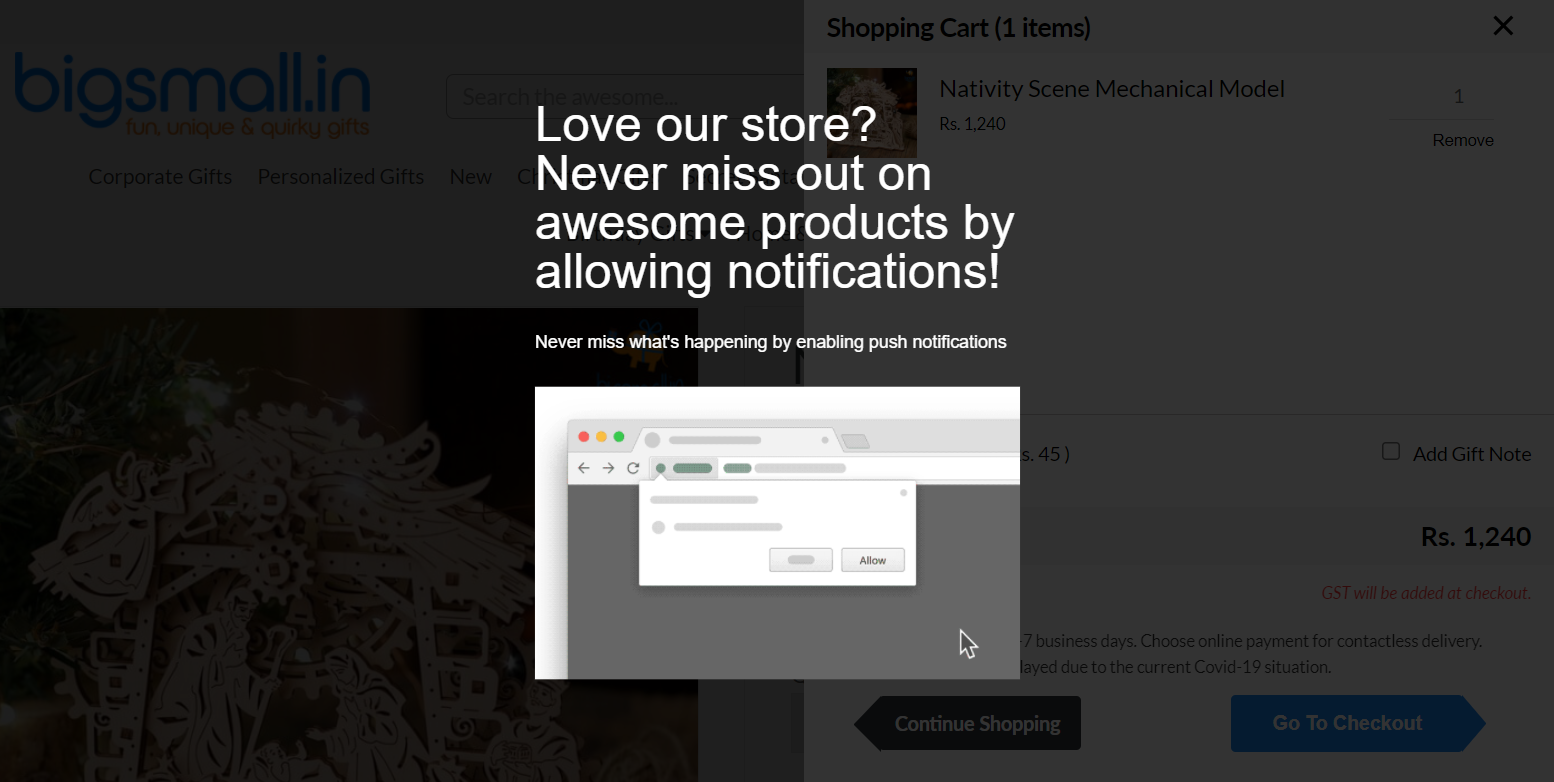 Shopping Cart (1 items)
bigsmall.in
fun, unique & quirky gifts
Search the awesome...
Nativity Scene Mechanical Model
Rs. 1,240
1
Remove
Corporate Gifts
Personalized Gifts
New
Love our store?
Never miss out on
awesome products by
allowing notifications!
Never miss what's happening by enabling push notifications
Allow
s. 45 )
Add Gift Note
Rs. 1,240
GST will be added at checkout.
-7 business days. Choose online payment for contactless delivery.
layed due to the current Covid-19 situation.
Continue Shopping
Go To Checkout